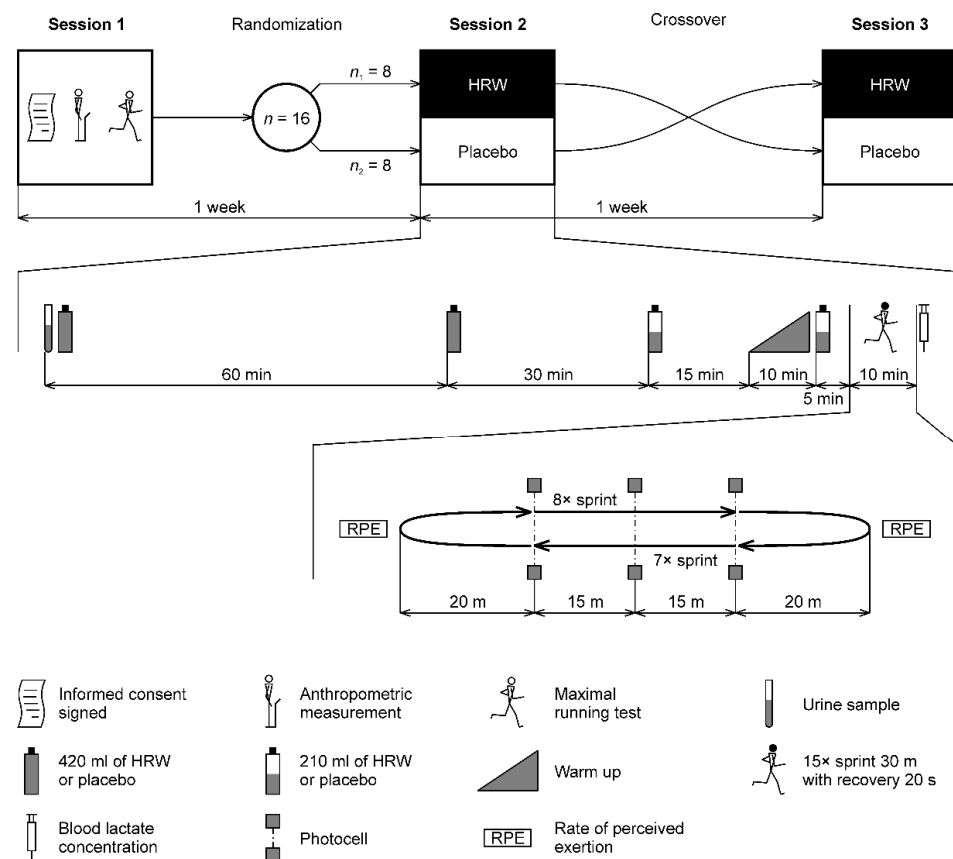 Session 1
Randomization
Session 2
Crossover
Session 3
n₁ = 8
HRW
HRW
n = 16
Placebo
Placebo
n₂ = 8
1 week
1 week
60 min
30 min
15 min
10 min
10 min
5 min
8× sprint
RPE
RPE
7× sprint
20 m
15 m
15 m
20 m
Informed consent
signed
Anthropometric
measurement
Maximal
running test
Urine sample
420 ml of HRW
or placebo
210 ml of HRW
or placebo
Warm up
15× sprint 30 m
with recovery 20 s
Blood lactate
concentration
Photocell
RPE
Rate of perceived
exertion